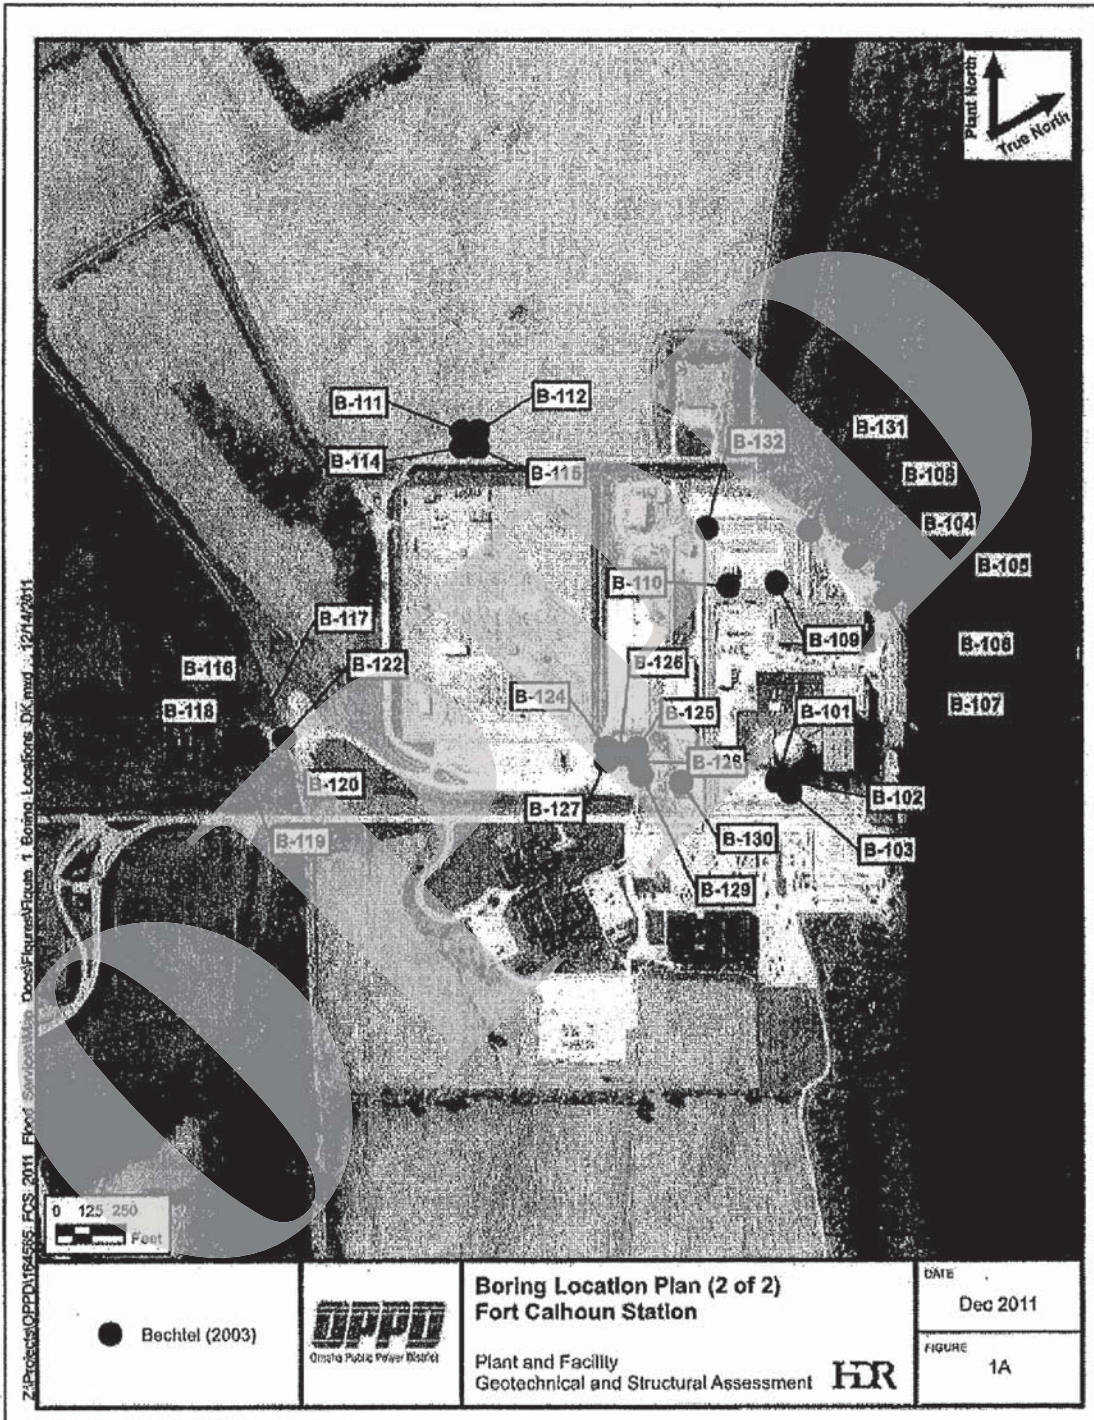 Plant North
True North
B-111
B-112
B-114
B-115
B-132
B-131
B-104
B-105
B-110
B-109
B-117
B-116
B-122
B-118
B-126
B-106
B-124
B-125
B-101
B-107
B-120
B-127
B-102
B-119
B-130
B-103
B-129
0 125 250
Feet
Bechtel (2003)
OPPD
Omaha Public Power District
Boring Location Plan (2 of 2)
Fort Calhoun Station
Plant and Facility
Geotechnical and Structural Assessment
HDR
DATE
Dec 2011
FIGURE
1A